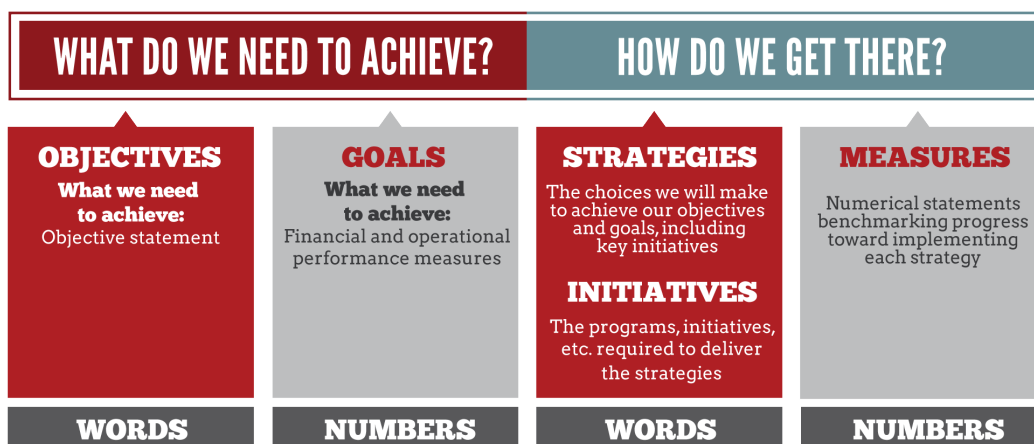 WHAT DO WE NEED TO ACHIEVE?
HOW DO WE GET THERE?
OBJECTIVES
What we need
to achieve:
Objective statement
WORDS
GOALS
What we need
to achieve:
Financial and operational
performance measures
NUMBERS
STRATEGIES
The choices we will make
to achieve our objectives
and goals, including
key initiatives
INITIATIVES
The programs, initiatives,
etc. required to deliver
the strategies
WORDS
MEASURES
Numerical statements
benchmarking progress
toward implementing
each strategy
NUMBERS